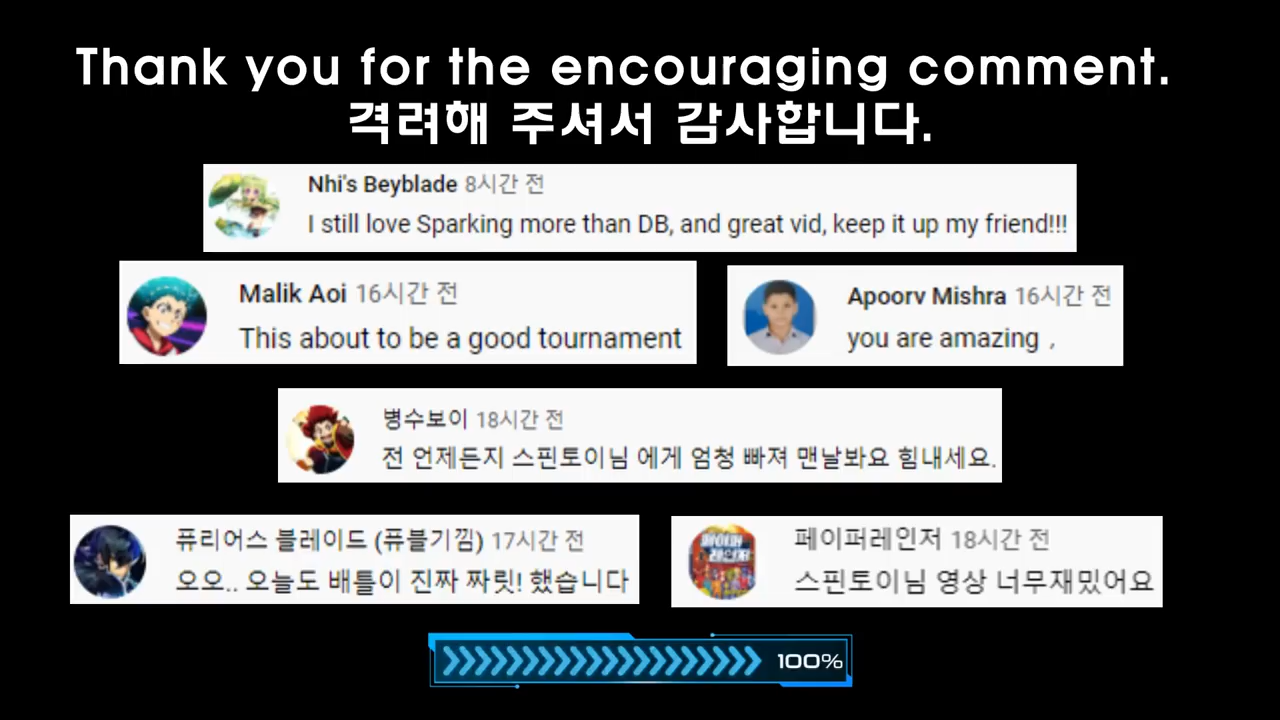 Thank you for the encouraging comment.
격려해 주셔서 감사합니다.
Nhi's Beyblade 8시간 전
I still love Sparking more than DB, and great vid, keep it up my friend!!!
Malik Aoi 16시간 전
This about to be a good tournament
Apoorv Mishra 16시간 전
you are amazing ,
병수보이 18시간 전
전 언제든지 스핀토이님 에게 엄청 빠져 맨날봐요 힘내세요.
퓨리어스 블레이드 (퓨블기낌) 17시간 전
오오.. 오늘도 배틀이 진짜 짜릿! 했습니다
페이퍼레인저 18시간 전
스핀토이님 영상 너무재밌어요
페이퍼
레인저
100%